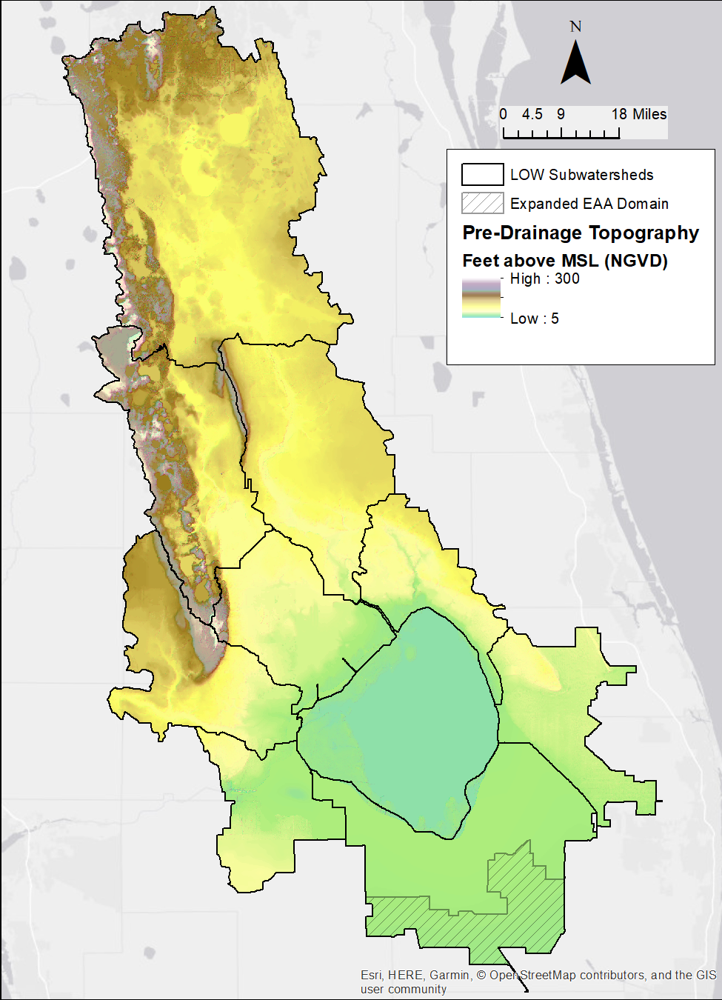 N
0 4.5 9 18 Miles
LOW Subwatersheds
Expanded EAA Domain
Pre-Drainage Topography
Feet above MSL (NGVD)
High : 300
Low : 5
Esri, HERE, Garmin, © OpenStreetMap contributors, and the GIS
user community